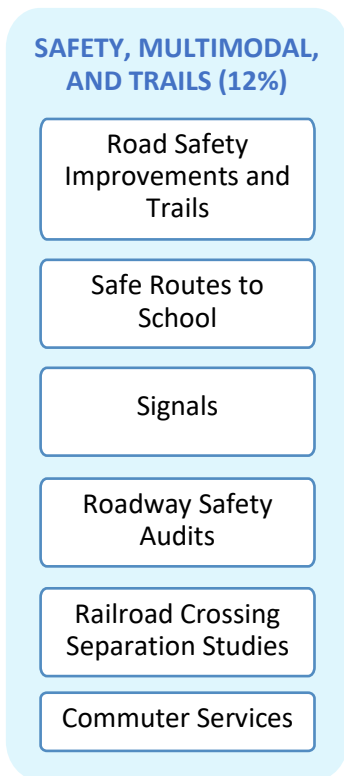 SAFETY, MULTIMODAL,
AND TRAILS (12%)
Road Safety
Improvements and
Trails
Safe Routes to
School
Signals
Roadway Safety
Audits
Railroad Crossing
Separation Studies
Commuter Services